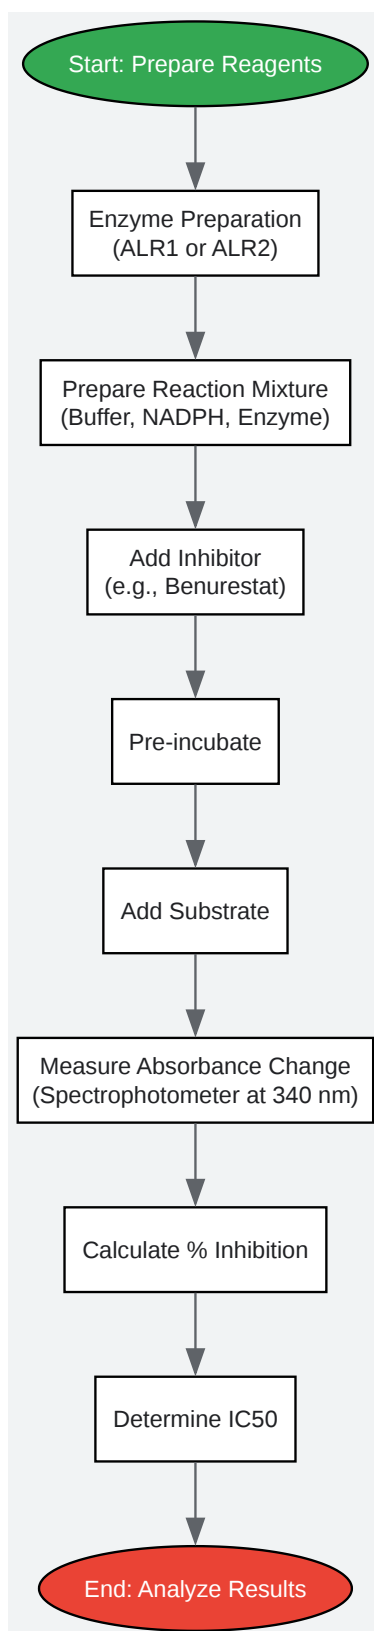 Start: Prepare Reagents
Enzyme Preparation
(ALR1 or ALR2)
Prepare Reaction Mixture
(Buffer, NADPH, Enzyme)
Add Inhibitor
(e.g., Benurestat)
Pre-incubate
Add Substrate
Measure Absorbance Change
(Spectrophotometer at 340 nm)
Calculate % Inhibition
Determine IC50
End: Analyze Results